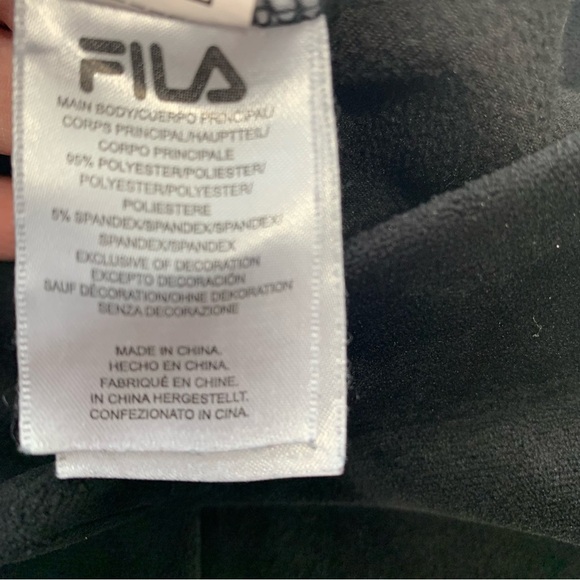 FILA
MAIN BODY/CUERPO PRINCIPAL/
CORPS PRINCIPAL/HAUPTTEIL/
CORPO PRINCIPALE
95% POLYESTER/POLIESTER/
POLYESTER/POLYESTER/
POLIESTERE
5% SPANDEX/SPANDEX/SPANDEX/
SPANDEX/SPANDEX
EXCLUSIVE OF DECORATION
EXCEPTO DECORACIÓN
SAUF DÉCORATION/OHNE DEKORATION
SENZA DECORAZIONE
MADE IN CHINA.
HECHO EN CHINA.
FABRIQUÉ EN CHINE.
IN CHINA HERGESTELLT.
CONFEZIONATO IN CINA.